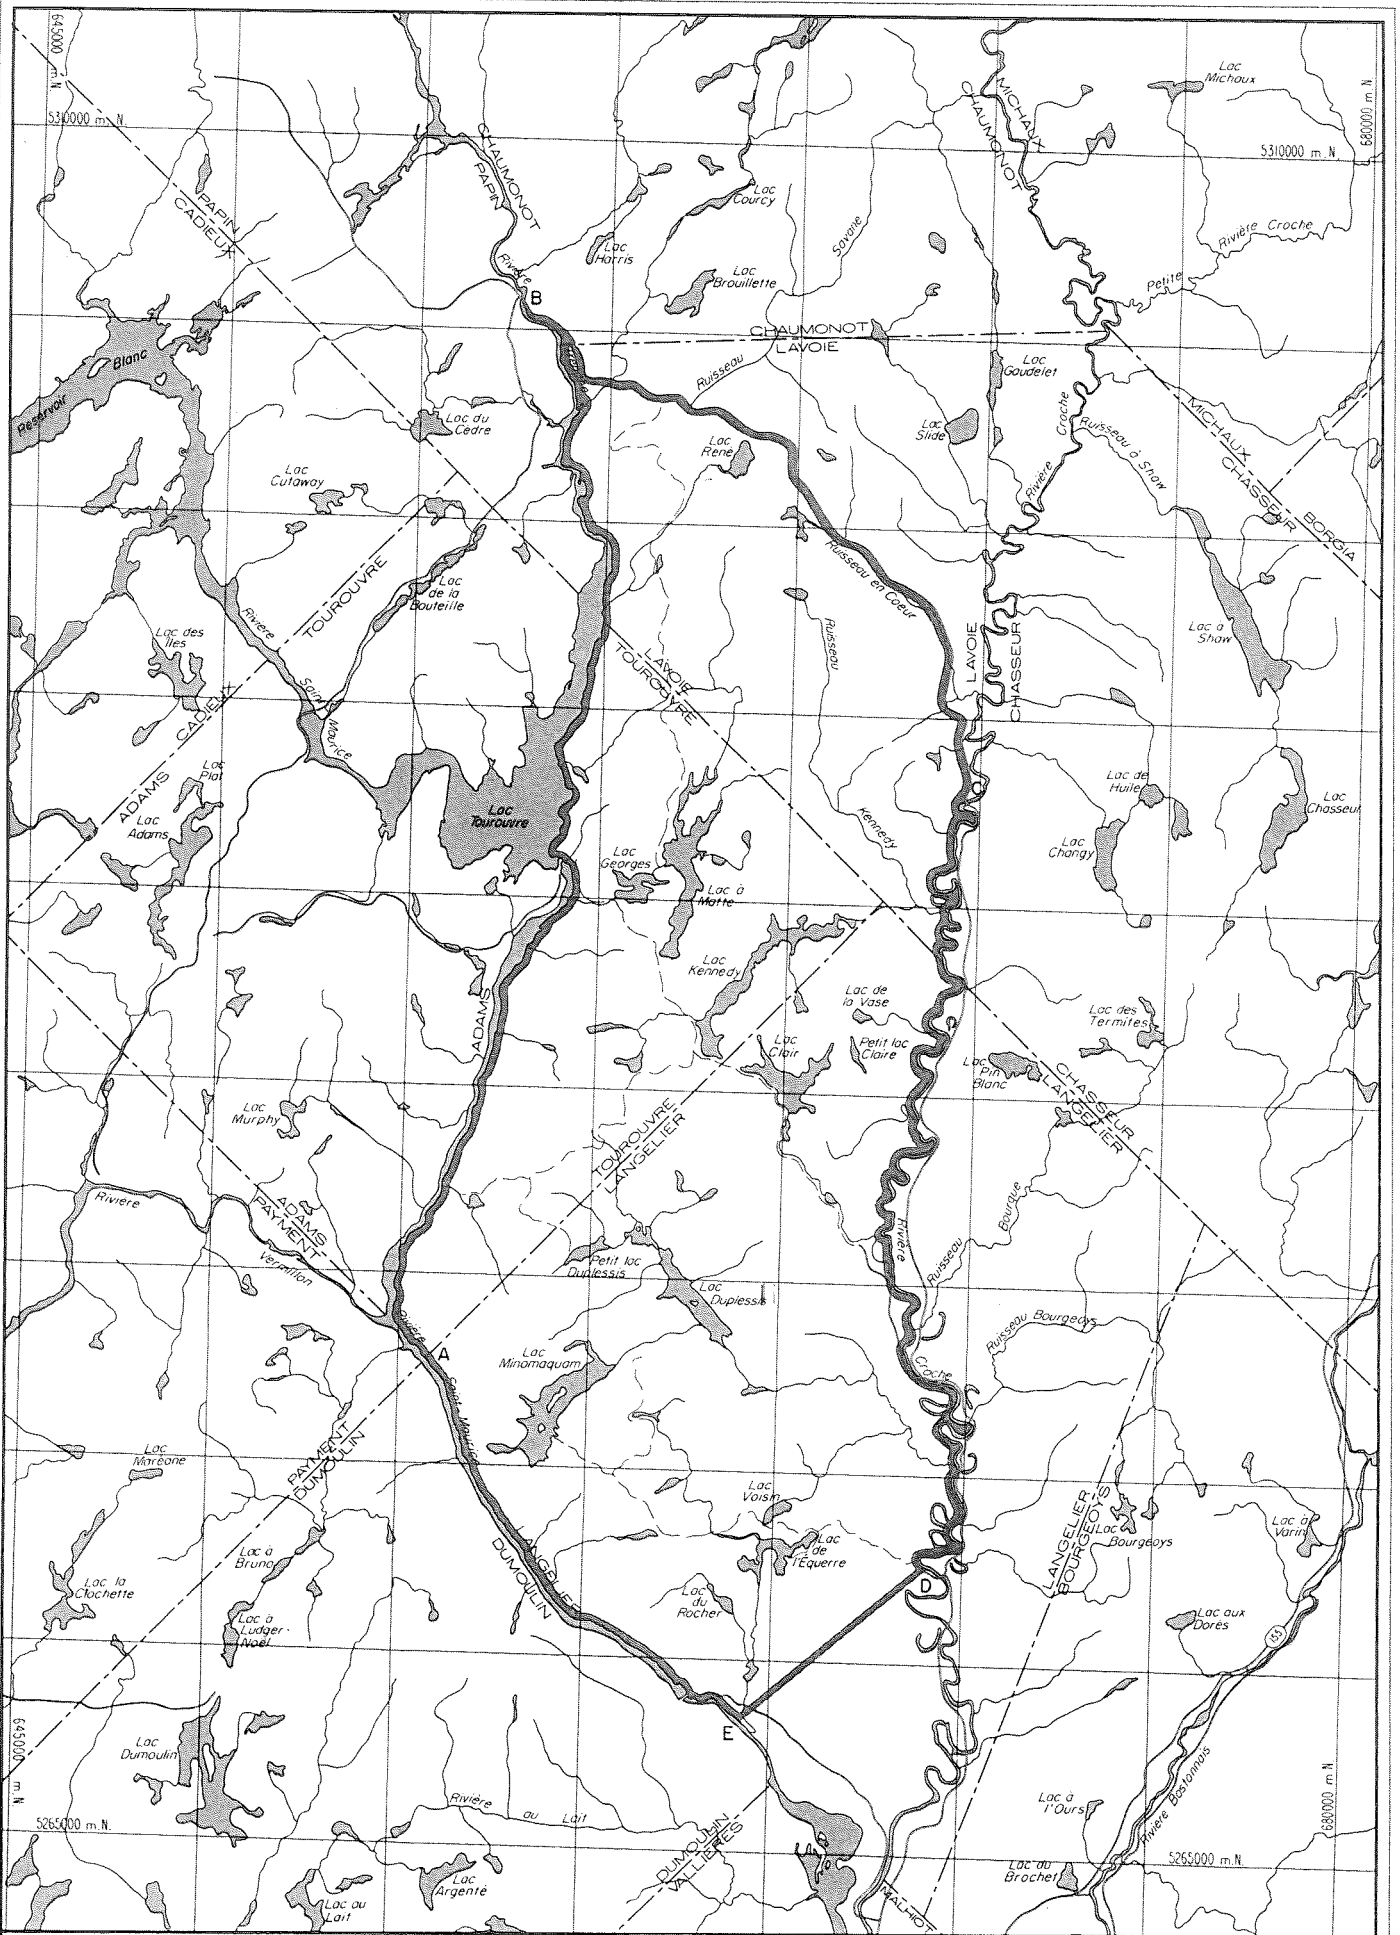 645000 m.N
5310000 m. N.
CHAUMONOT
PAPIN
MICHAUX
CHAUMONOT
Lac
Michaux
680000 m N
5310000 m. N
PAPIN
CADIEUX
Lac
Courcy
Savane
Rivière Croche
Petite
Lac
Harris
Rivière
B
Lac
Brouillette
CHAUMONOT
LAVOIE
Ruisseau
Réservoir
Blanc
Lac
Gaudelet
Lac du
Cèdre
Lac
René
Lac
Slide
Croche
Rivière
Ruisseau à Shaw
MICHAUX
CHASSEUR
BORGIA
Lac
Cutaway
TOUROUVRE
Ruisseau en Coeur
Lac
de la
Bouteille
Rivière
Saint
Maurice
Lac des
Îles
CADIEUX
LAVOIE
TOUROUVRE
Ruisseau
Kennedy
LAVOIE
CHASSEUR
Lac à
Shaw
ADAMS
Lac
Plat
Lac
Adams
Lac
Tourouvre
C
Lac de
Huile
Lac
Chasseur
Lac
Changy
Lac
Georges
Lac à
Matte
Lac
Kennedy
ADAMS
Lac de
la Vase
Petit lac
Claire
Lac
Clair
Lac des
Termites
Lac
Pin
Blanc
CHASSEUR
LANGELIER
Lac
Murphy
TOUROUVRE
LANGELIER
Rivière
Vermillon
ADAMS
PAYMENT
Petit lac
Duplessis
Lac
Duplessis
Rivière
Ruisseau
Bourque
Ruisseau Bourgeoys
Croche
Rivière
A
Saint-Maurice
Lac
Minomaquam
PAYMENT
DUMOULIN
Lac
Maréone
Lac
Voisin
Lac
de
l'Équerre
LANGELIER
BOURGEOYS
Lac
Bourgeoys
Lac à
Varin
LANGELIER
DUMOULIN
Lac à
Bruno
Lac la
Clochette
Lac à
Ludger-
Noël
Lac
du
Rocher
D
Lac aux
Dorés
155
E
645000 m. N
Lac
Dumoulin
5265000 m.N.
Rivière
au
Lait
Lac
Argenté
Lac au
Lait
DUMOULIN
VALLIÈRES
MALHIOT
Lac à
l'Ours
Lac au
Brochet
Rivière Bostonnais
680000 m N
5265000 m.N.